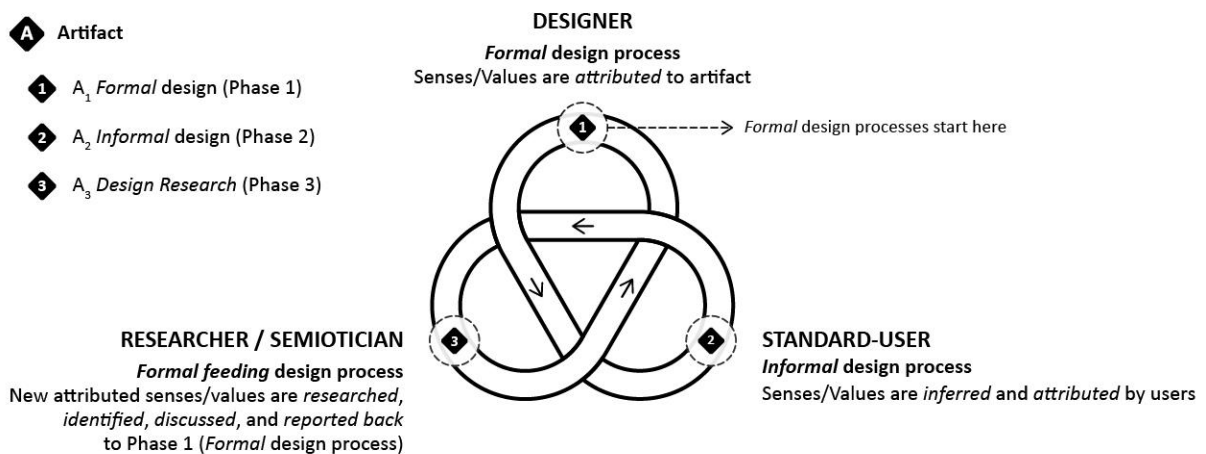 A Artifact
1 A₁ Formal design (Phase 1)
2 A₂ Informal design (Phase 2)
3 A₃ Design Research (Phase 3)
DESIGNER
Formal design process
Senses/Values are attributed to artifact
1
Formal design processes start here
RESEARCHER / SEMIOTICIAN
Formal feeding design process
New attributed senses/values are researched,
identified, discussed, and reported back
to Phase 1 (Formal design process)
3
2
STANDARD-USER
Informal design process
Senses/Values are inferred and attributed by users